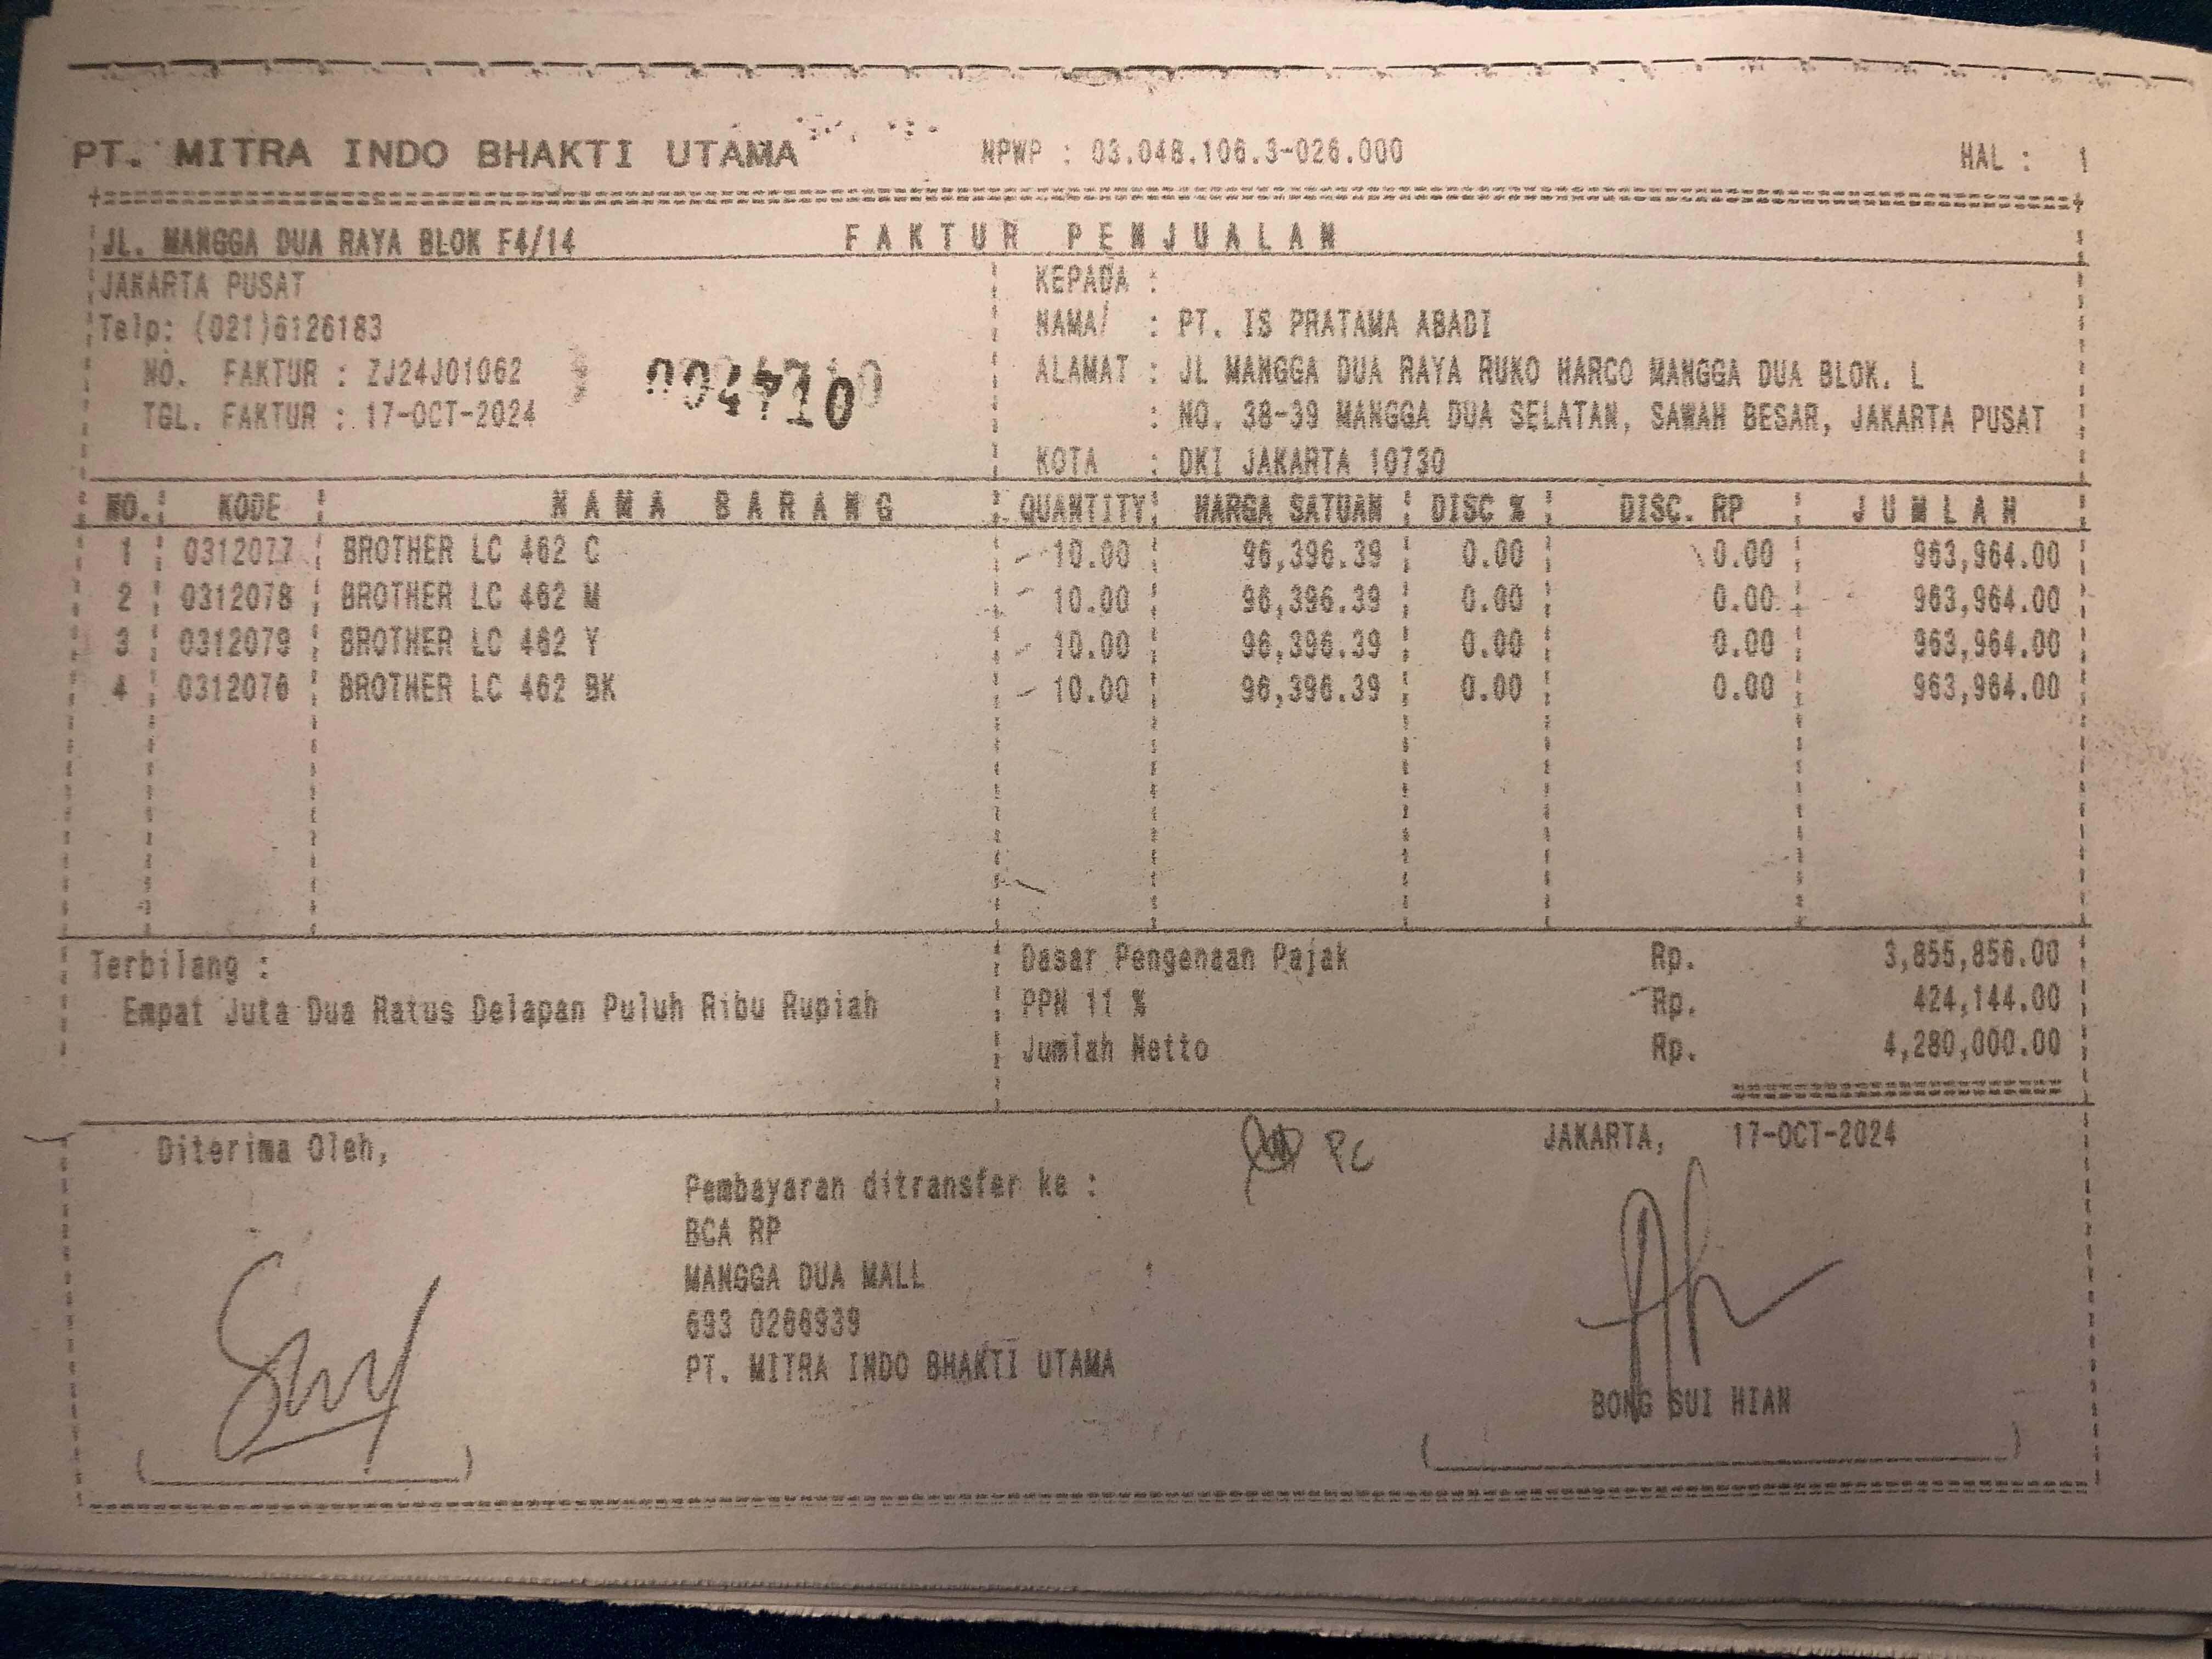 PT. MITRA INDO BHAKTI UTAMA NPWP : 03.048.106.3-026.000 HAL : 1
JL. MANGGA DUA RAYA BLOK F4/14 FAKTUR PENJUALAN
JAKARTA PUSAT KEPADA :
Telp: (021)6126183 NAMA/ : PT. IS PRATAMA ABADI
NO. FAKTUR : ZJ24J01062 ALAMAT : JL MANGGA DUA RAYA RUKO HARCO MANGGA DUA BLOK. L
TGL. FAKTUR : 17-OCT-2024 : NO. 38-39 MANGGA DUA SELATAN, SAWAH BESAR, JAKARTA PUSAT
KOTA : DKI JAKARTA 10730
NO. KODE NAMA BARANG QUANTITY HARGA SATUAN DISC % DISC. RP JUMLAH
1 0312077 BROTHER LC 462 C 10.00 96,396.39 0.00 0.00 963,964.00
2 0312078 BROTHER LC 462 M 10.00 96,396.39 0.00 0.00 963,964.00
3 0312079 BROTHER LC 462 Y 10.00 96,396.39 0.00 0.00 963,964.00
4 0312076 BROTHER LC 462 BK 10.00 96,396.39 0.00 0.00 963,964.00
Terbilang : Dasar Pengenaan Pajak Rp. 3,855,856.00
Empat Juta Dua Ratus Delapan Puluh Ribu Rupiah PPN 11 % Rp. 424,144.00
Jumlah Netto Rp. 4,280,000.00
Diterima Oleh, PC JAKARTA, 17-OCT-2024
Pembayaran ditransfer ke :
BCA RP
MANGGA DUA MALL
693 0266939
PT. MITRA INDO BHAKTI UTAMA
BONG SUI HIAN